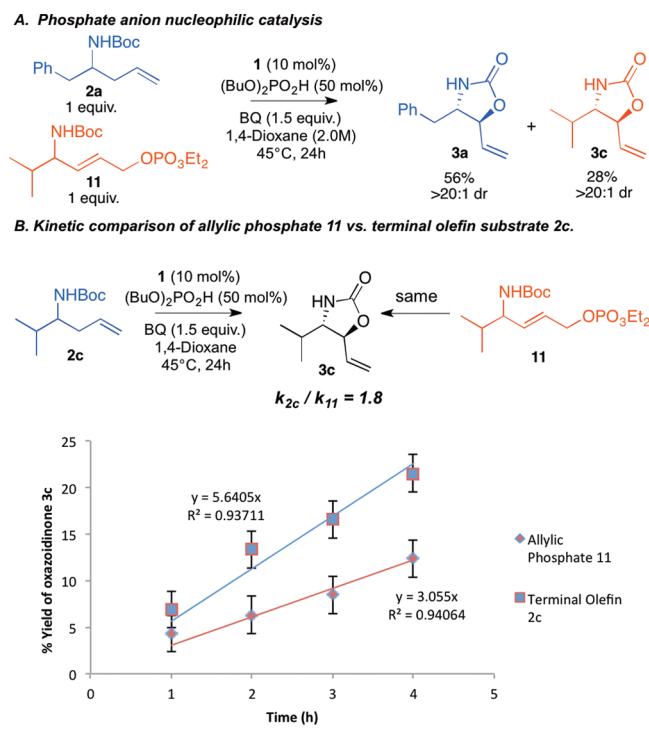 A. Phosphate anion nucleophilic catalysis
NHBoc
Ph
2a
1 equiv.
NHBoc
OPO3Et2
11
1 equiv.
1 (10 mol%)
(BuO)2PO2H (50 mol%)
BQ (1.5 equiv.)
1,4-Dioxane (2.0M)
45°C, 24h
O
HN
O
Ph
3a
56%
>20:1 dr
+
O
HN
O
3c
28%
>20:1 dr
B. Kinetic comparison of allylic phosphate 11 vs. terminal olefin substrate 2c.
NHBoc
2c
1 (10 mol%)
(BuO)2PO2H (50 mol%)
BQ (1.5 equiv.)
1,4-Dioxane
45°C, 24h
O
HN
O
3c
same
NHBoc
OPO3Et2
11
k2c / k11 = 1.8
% Yield of oxazoidinone 3c
25
20
15
10
5
0
y = 5.6405x
R² = 0.93711
y = 3.055x
R² = 0.94064
0 1 2 3 4 5
Time (h)
Allylic
Phosphate 11
Terminal Olefin
2c